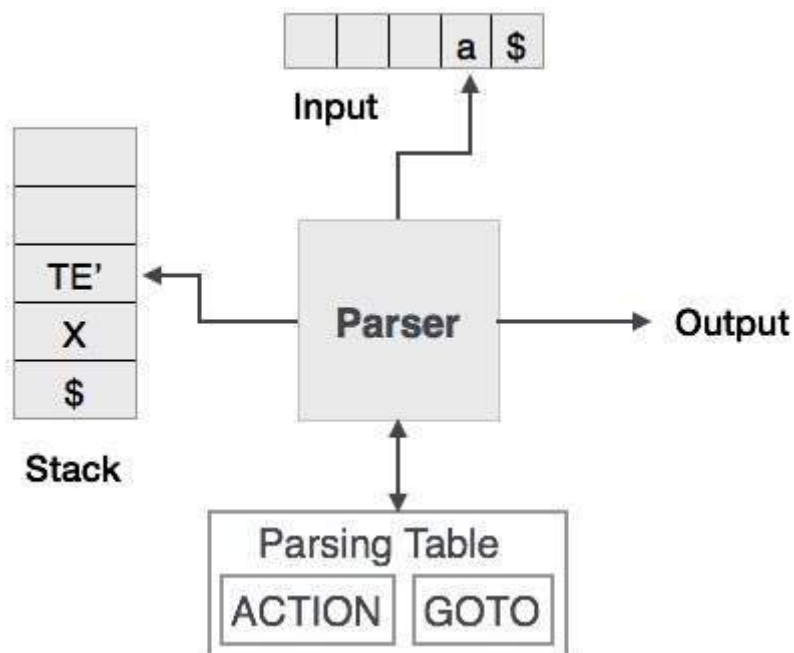 a $
Input
TE’
X
$
Stack
Parser
Output
Parsing Table
ACTION GOTO